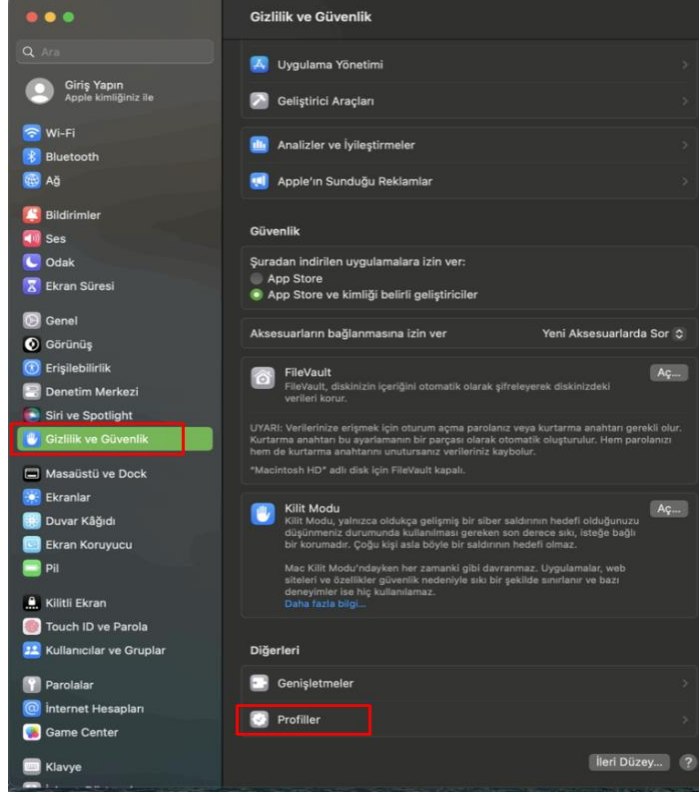 Gizlilik ve Güvenlik
Ara
Giriş Yapın
Apple kimliğiniz ile
Wi-Fi
Bluetooth
Ağ
Bildirimler
Ses
Odak
Ekran Süresi
Genel
Görünüş
Erişilebilirlik
Denetim Merkezi
Siri ve Spotlight
Gizlilik ve Güvenlik
Masaüstü ve Dock
Ekranlar
Duvar Kâğıdı
Ekran Koruyucu
Pil
Kilitli Ekran
Touch ID ve Parola
Kullanıcılar ve Gruplar
Parolalar
İnternet Hesapları
Game Center
Klavye
Uygulama Yönetimi
Geliştirici Araçları
Analizler ve İyileştirmeler
Apple'ın Sunduğu Reklamlar
Güvenlik
Şuradan indirilen uygulamalara izin ver:
App Store
App Store ve kimliği belirli geliştiriciler
Aksesuarların bağlanmasına izin ver Yeni Aksesuarlarda Sor
FileVault Aç...
FileVault, diskinizin içeriğini otomatik olarak şifreleyerek diskinizdeki
verileri korur.
UYARI: Verilerinize erişmek için oturum açma parolanız veya kurtarma anahtarı gerekli olur.
Kurtarma anahtarı bu ayarlamanın bir parçası olarak otomatik oluşturulur. Hem parolanızı
hem de kurtarma anahtarını unutursanız verileriniz kaybolur.
"Macintosh HD" adlı disk için FileVault kapalı.
Kilit Modu Aç...
Kilit Modu, yalnızca oldukça gelişmiş bir siber saldırının hedefi olduğunuzu
düşünmeniz durumunda kullanılması gereken son derece sıkı, isteğe bağlı
bir korumadır. Çoğu kişi asla böyle bir saldırının hedefi olmaz.
Mac Kilit Modu'ndayken her zamanki gibi davranmaz. Uygulamalar, web
siteleri ve özellikler güvenlik nedeniyle sıkı bir şekilde sınırlanır ve bazı
deneyimler ise hiç kullanılamaz.
Daha fazla bilgi...
Diğerleri
Genişletmeler
Profiller
İleri Düzey... ?